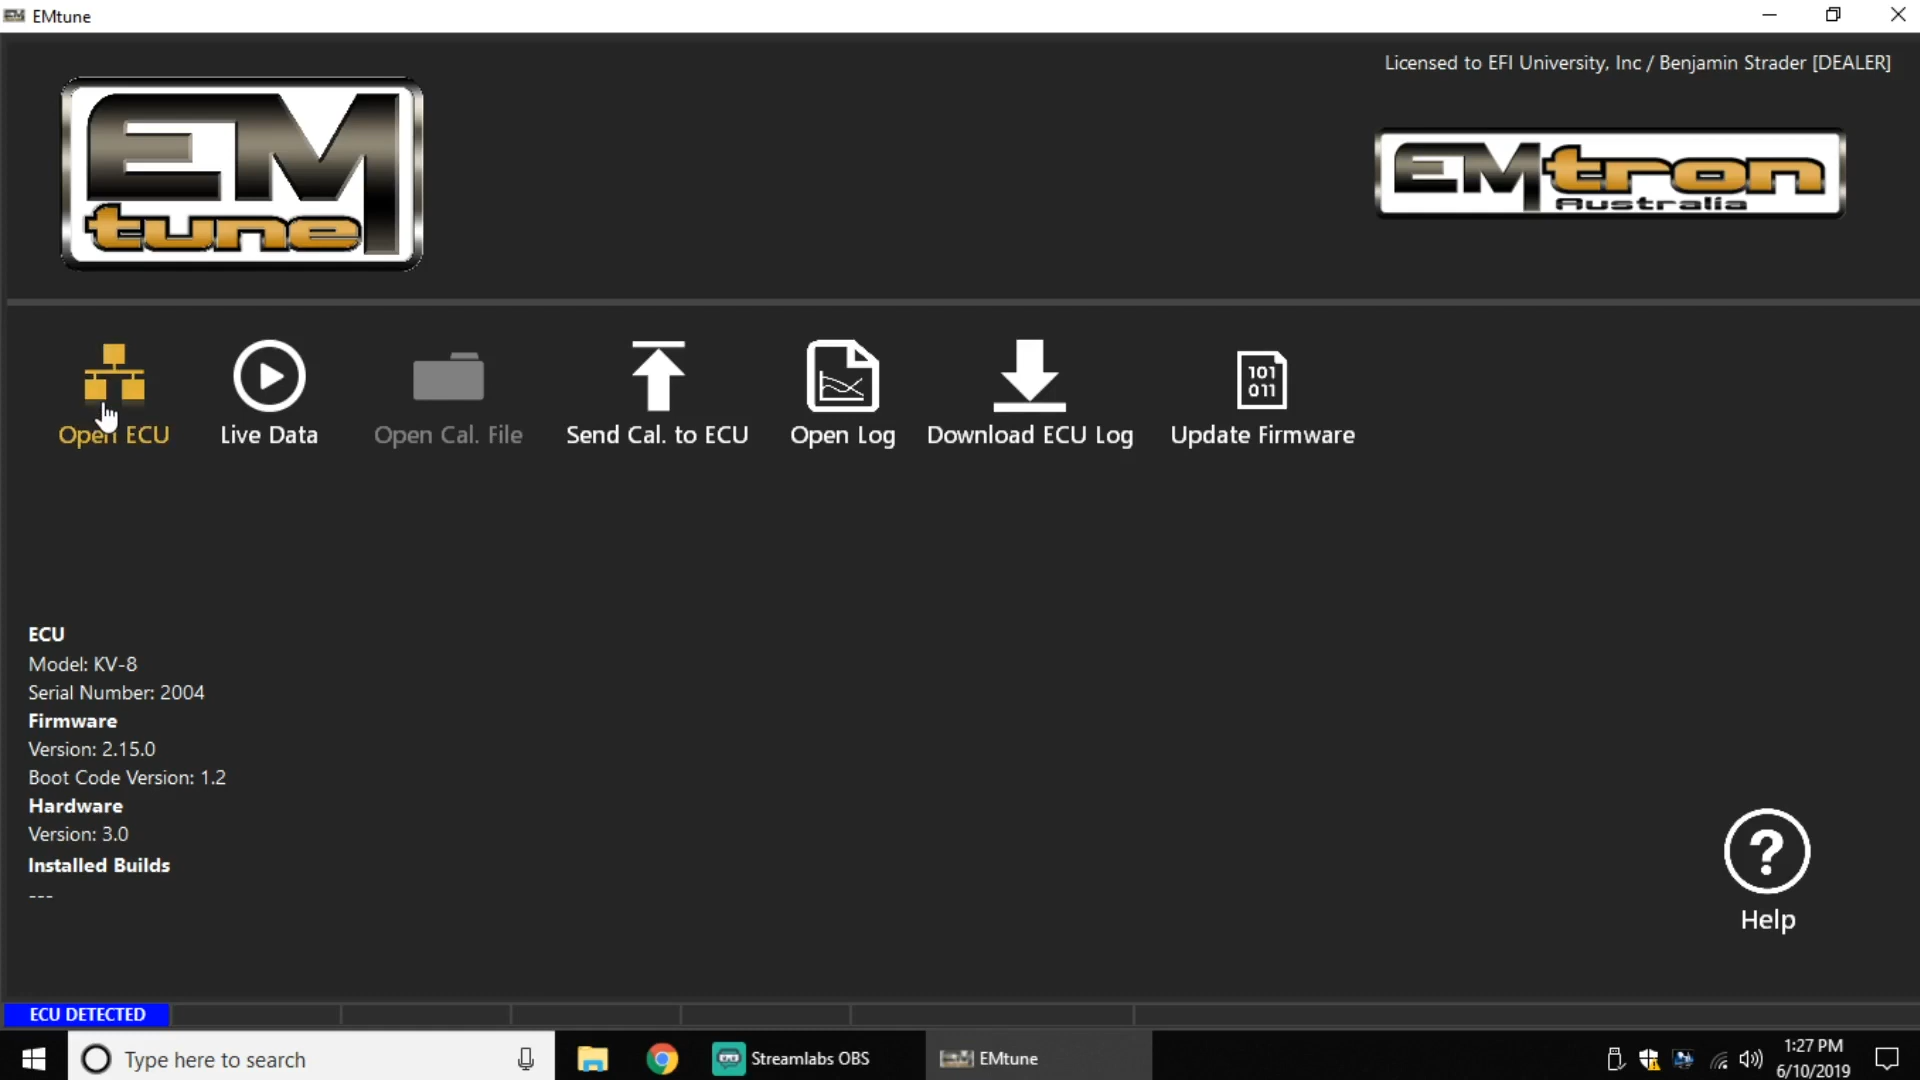 EMtune
Licensed to EFI University, Inc / Benjamin Strader [DEALER]
EM
tune
EMtron
Australia
Open ECU
Live Data
Open Cal. File
Send Cal. to ECU
Open Log
Download ECU Log
101
011
Update Firmware
ECU
Model: KV-8
Serial Number: 2004
Firmware
Version: 2.15.0
Boot Code Version: 1.2
Hardware
Version: 3.0
Installed Builds
---
?
Help
ECU DETECTED
Type here to search
Streamlabs OBS
EMtune
1:27 PM
6/10/2019